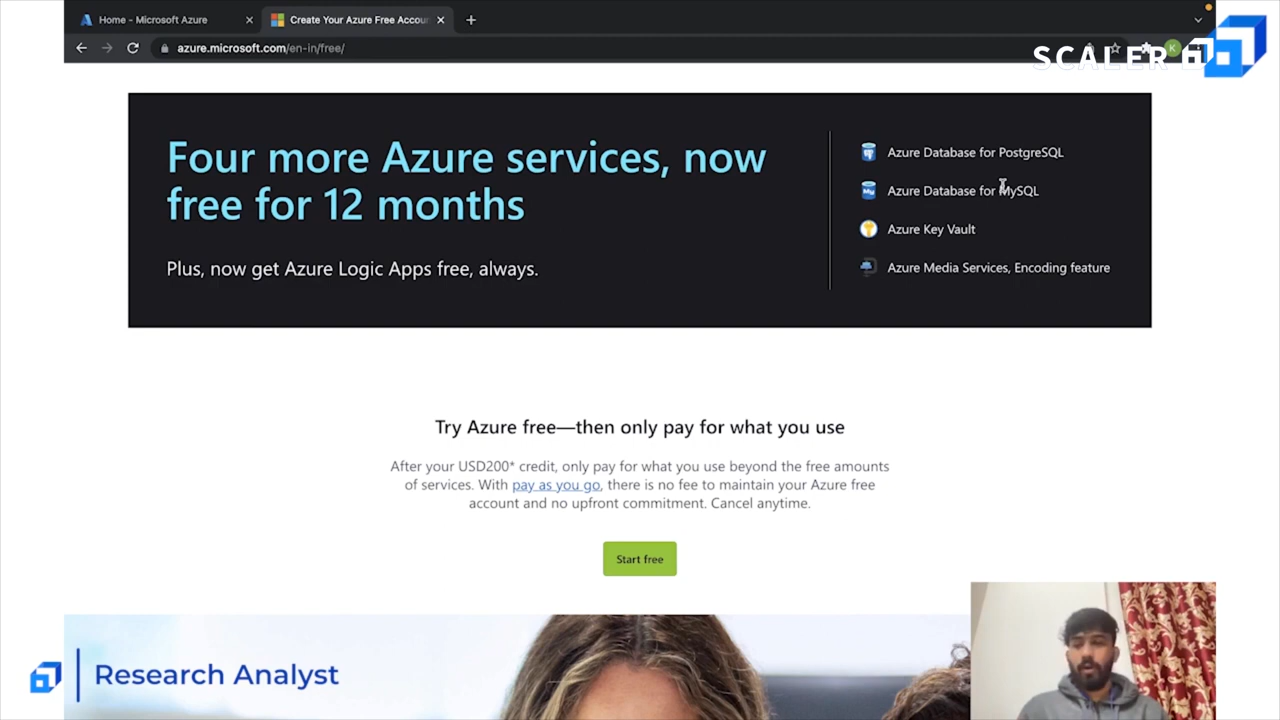 Home - Microsoft Azure
Create Your Azure Free Accou
azure.microsoft.com/en-in/free/
K
SCALER
Four more Azure services, now
free for 12 months
Plus, now get Azure Logic Apps free, always.
Azure Database for PostgreSQL
Azure Database for MySQL
My
Azure Key Vault
Azure Media Services, Encoding feature
Try Azure free—then only pay for what you use
After your USD200* credit, only pay for what you use beyond the free amounts
of services. With pay as you go, there is no fee to maintain your Azure free
account and no upfront commitment. Cancel anytime.
Start free
Research Analyst